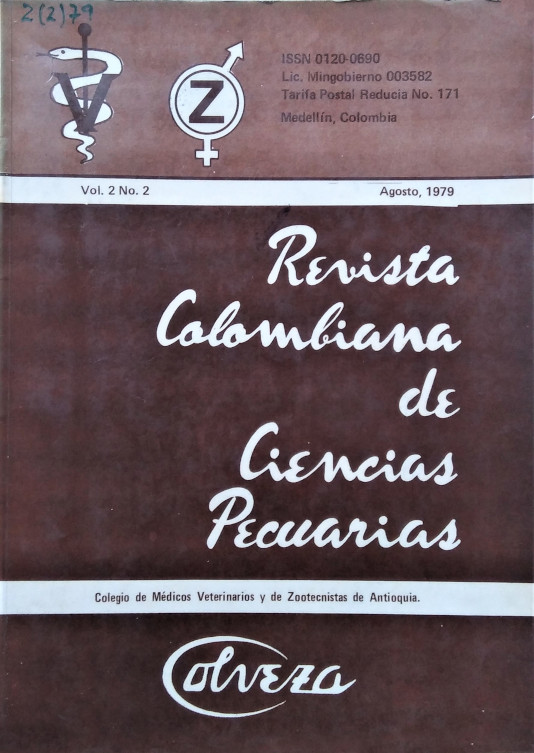 2(2)79
V
Z
ISSN 0120-0690
Lic. Mingobierno 003582
Tarifa Postal Reducia No. 171
Medellín, Colombia
Vol. 2 No. 2
Agosto, 1979
Revista
Colombiana
de
Ciencias
Pecuarias
Colegio de Médicos Veterinarios y de Zootecnistas de Antioquia.
Colveza